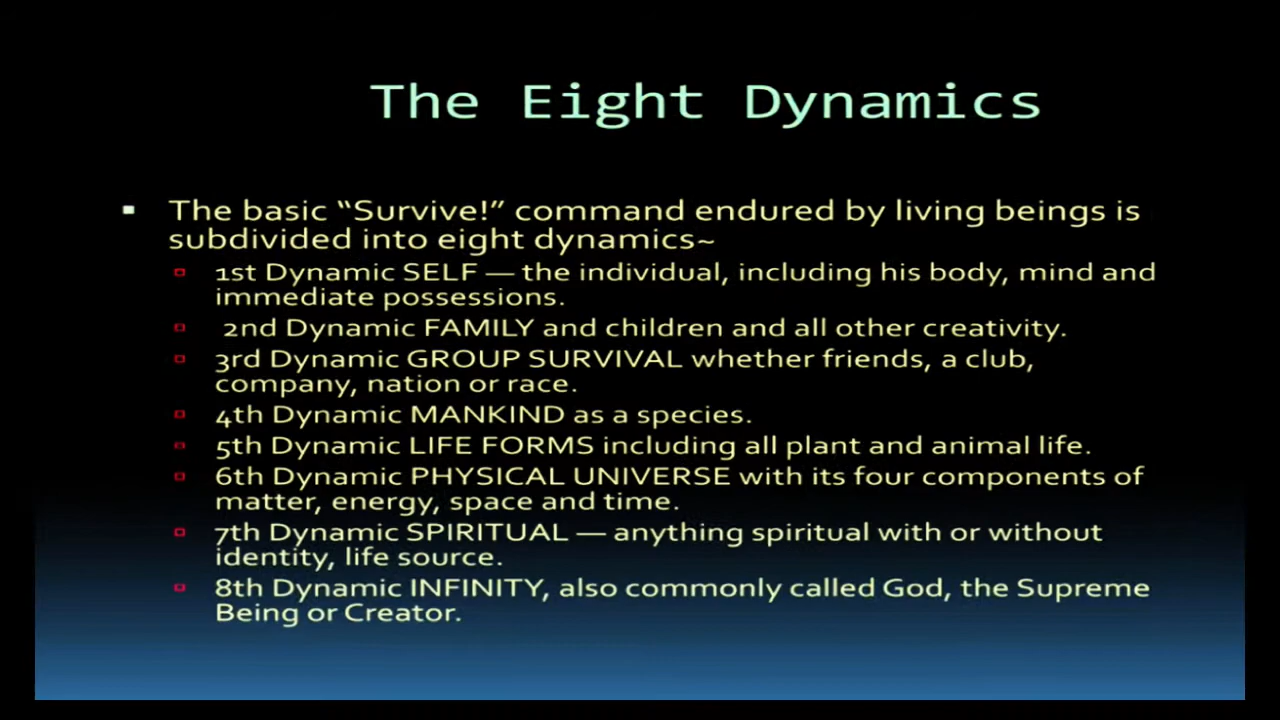 The Eight Dynamics
The basic “Survive!” command endured by living beings is
subdivided into eight dynamics~
1st Dynamic SELF — the individual, including his body, mind and
immediate possessions.
2nd Dynamic FAMILY and children and all other creativity.
3rd Dynamic GROUP SURVIVAL whether friends, a club,
company, nation or race.
4th Dynamic MANKIND as a species.
5th Dynamic LIFE FORMS including all plant and animal life.
6th Dynamic PHYSICAL UNIVERSE with its four components of
matter, energy, space and time.
7th Dynamic SPIRITUAL — anything spiritual with or without
identity, life source.
8th Dynamic INFINITY, also commonly called God, the Supreme
Being or Creator.